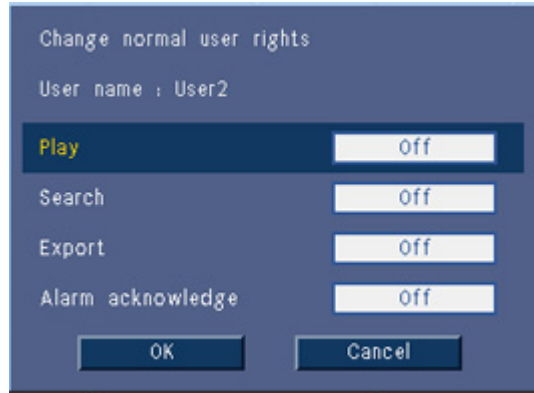 Change normal user rights
User name : User2
Play Off
Search Off
Export Off
Alarm acknowledge Off
OK Cancel